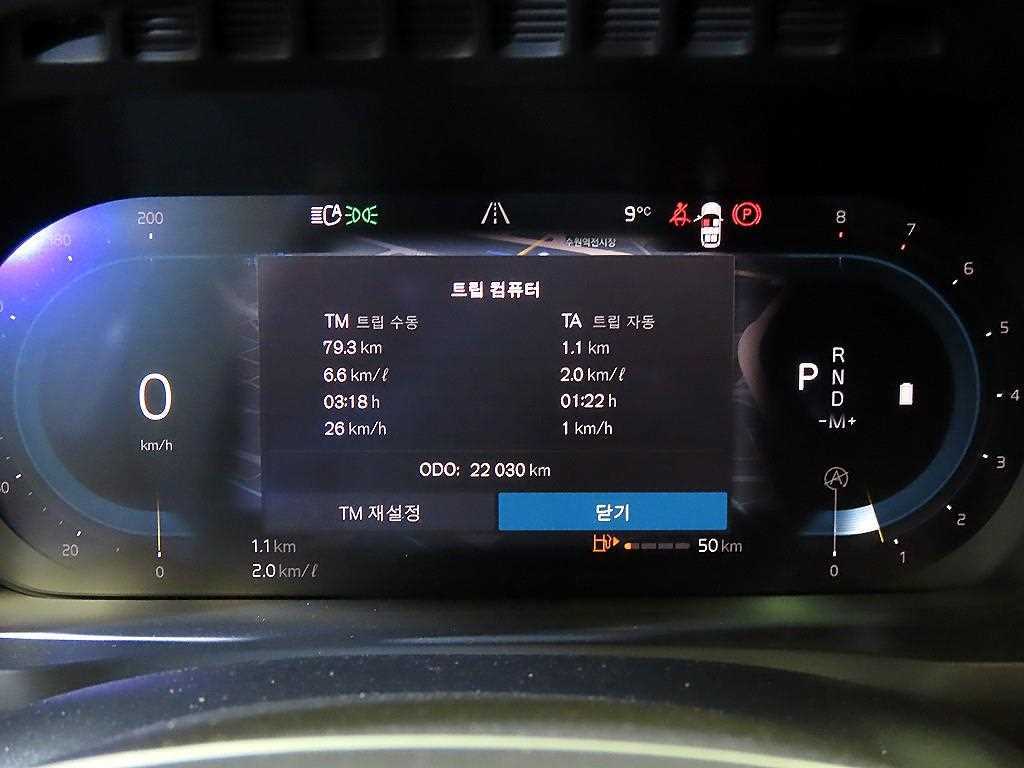 200
9°C
P
8
180
수원역전시장
7
트립 컴퓨터
6
TM 트립 수동
TA 트립 자동
79.3 km
1.1 km
5
6.6 km/ℓ
2.0 km/ℓ
R
N
D
-M+
P
0
03:18 h
01:22 h
4
26 km/h
1 km/h
km/h
ODO: 22 030 km
3
TM 재설정
닫기
2
20
1.1 km
50 km
1
0
2.0 km/ℓ
0